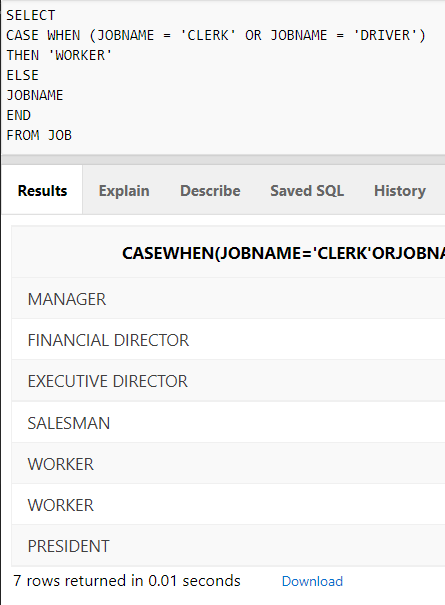 SELECT
CASE WHEN (JOBNAME = 'CLERK' OR JOBNAME = 'DRIVER')
THEN 'WORKER'
ELSE
JOBNAME
END
FROM JOB
Results Explain Describe Saved SQL History
CASEWHEN(JOBNAME='CLERK'ORJOBNA
MANAGER
FINANCIAL DIRECTOR
EXECUTIVE DIRECTOR
SALESMAN
WORKER
WORKER
PRESIDENT
7 rows returned in 0.01 seconds Download